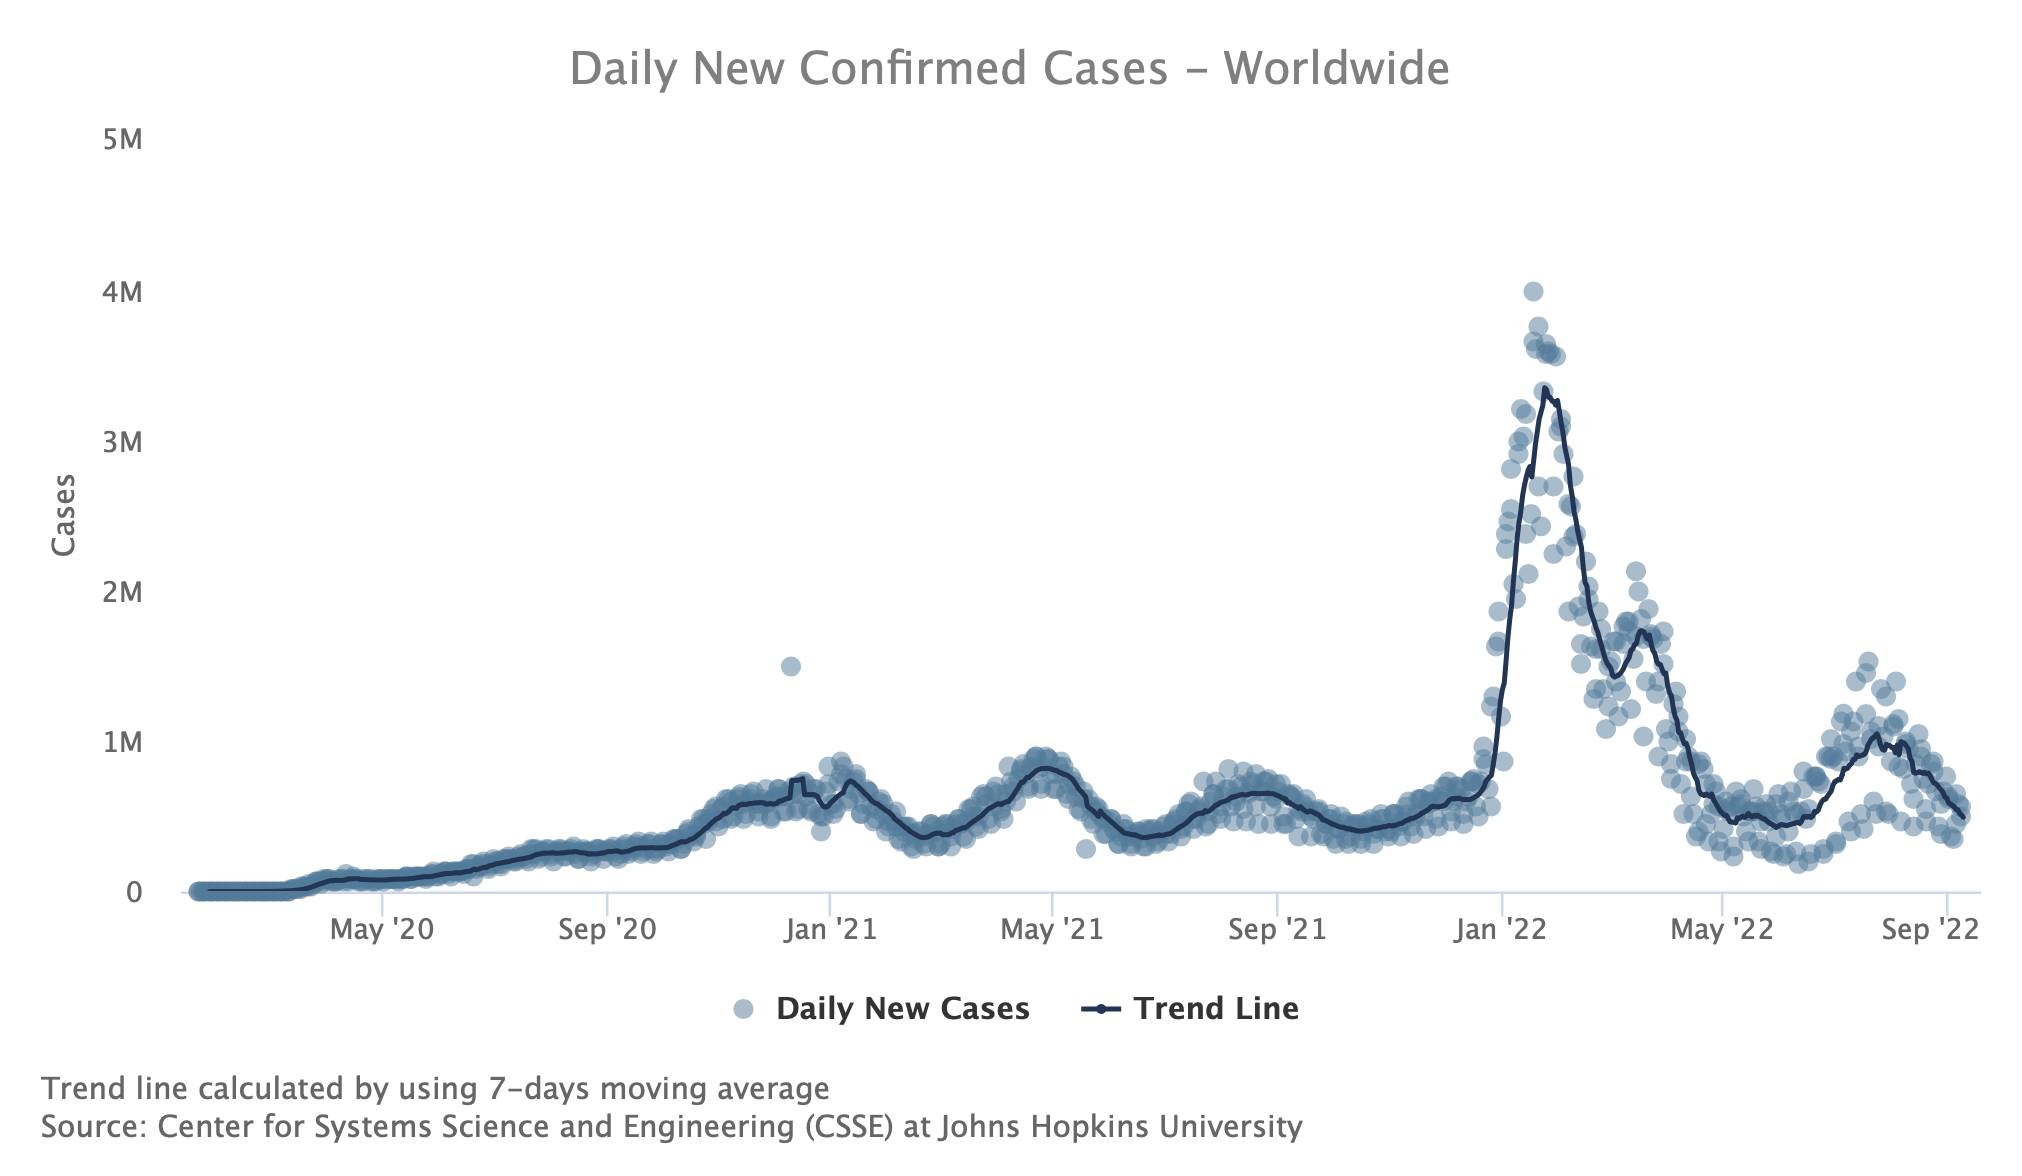 Daily New Confirmed Cases – Worldwide
5M
4M
3M
2M
1M
0
Cases
May '20 Sep '20 Jan '21 May '21 Sep '21 Jan '22 May '22 Sep '22
Daily New Cases Trend Line
Trend line calculated by using 7–days moving average
Source: Center for Systems Science and Engineering (CSSE) at Johns Hopkins University